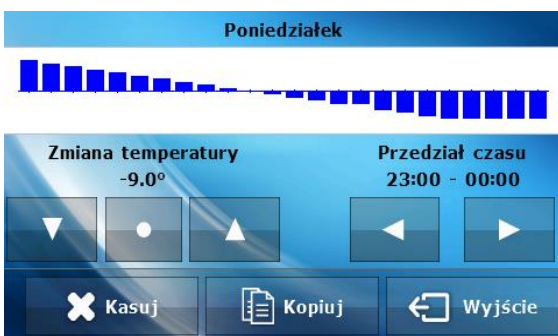 Poniedziałek
Zmiana temperatury
-9.0°
Przedział czasu
23:00 - 00:00
Kasuj
Kopiuj
Wyjście